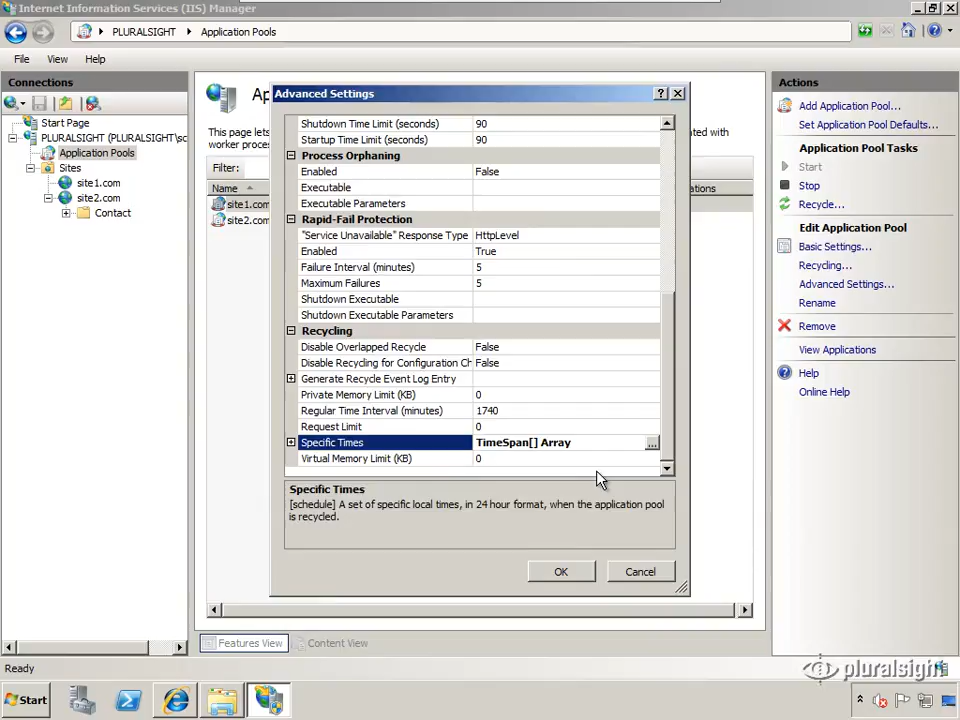 Internet Information Services (IIS) Manager
PLURALSIGHT
Application Pools
File View Help
Connections
Start Page
PLURALSIGHT (PLURALSIGHT\sc
Application Pools
Sites
site1.com
site2.com
Contact
This page lets
worker proces
Filter:
Name
site1.com
site2.com
ated with
ations
Advanced Settings
Shutdown Time Limit (seconds) 90
Startup Time Limit (seconds) 90
Process Orphaning
Enabled False
Executable
Executable Parameters
Rapid-Fail Protection
"Service Unavailable" Response Type HttpLevel
Enabled True
Failure Interval (minutes) 5
Maximum Failures 5
Shutdown Executable
Shutdown Executable Parameters
Recycling
Disable Overlapped Recycle False
Disable Recycling for Configuration Ch False
Generate Recycle Event Log Entry
Private Memory Limit (KB) 0
Regular Time Interval (minutes) 1740
Request Limit 0
Specific Times TimeSpan[] Array ...
Virtual Memory Limit (KB) 0
Specific Times
[schedule] A set of specific local times, in 24 hour format, when the application pool
is recycled.
OK Cancel
Features View Content View
Actions
Add Application Pool...
Set Application Pool Defaults...
Application Pool Tasks
Start
Stop
Recycle...
Edit Application Pool
Basic Settings...
Recycling...
Advanced Settings...
Rename
Remove
View Applications
Help
Online Help
Ready
pluralsight
Start